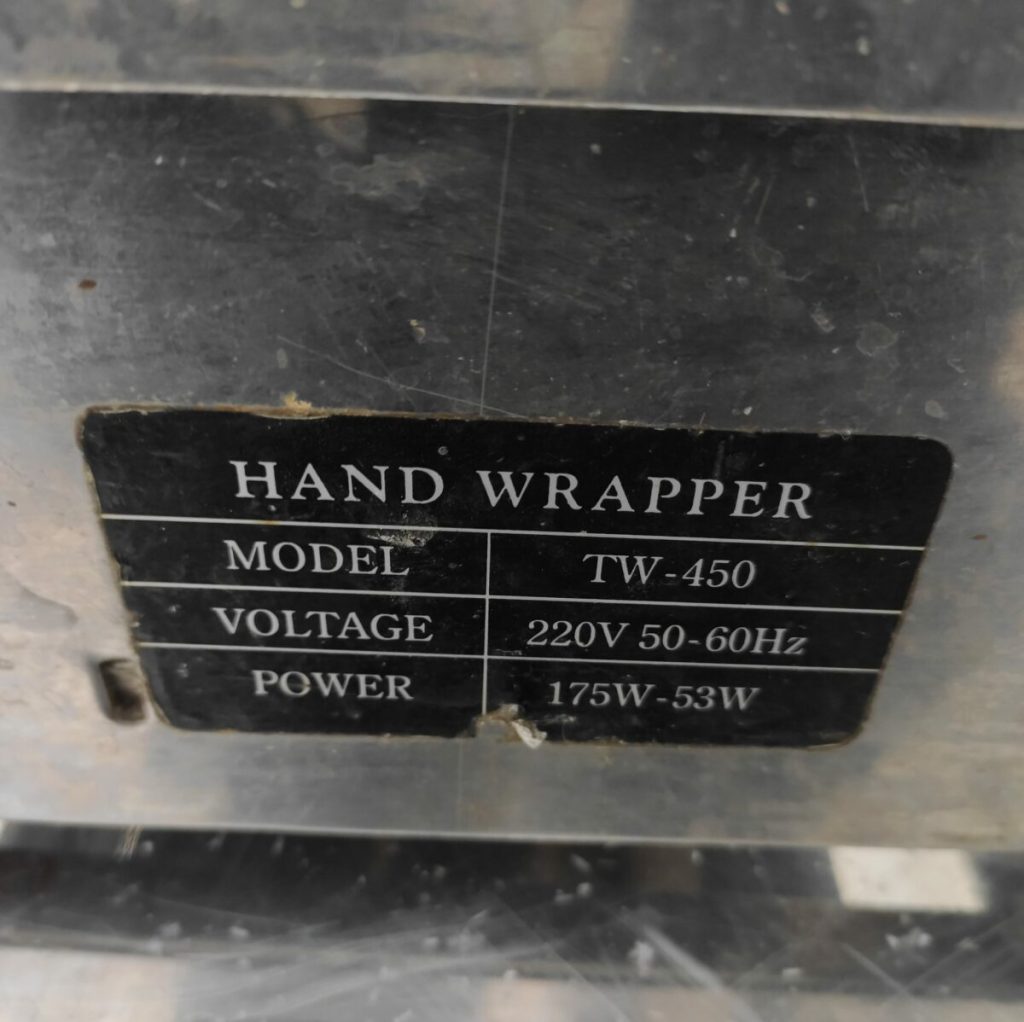 HAND WRAPPER
MODEL TW-450
VOLTAGE 220V 50-60Hz
POWER 175W-53W